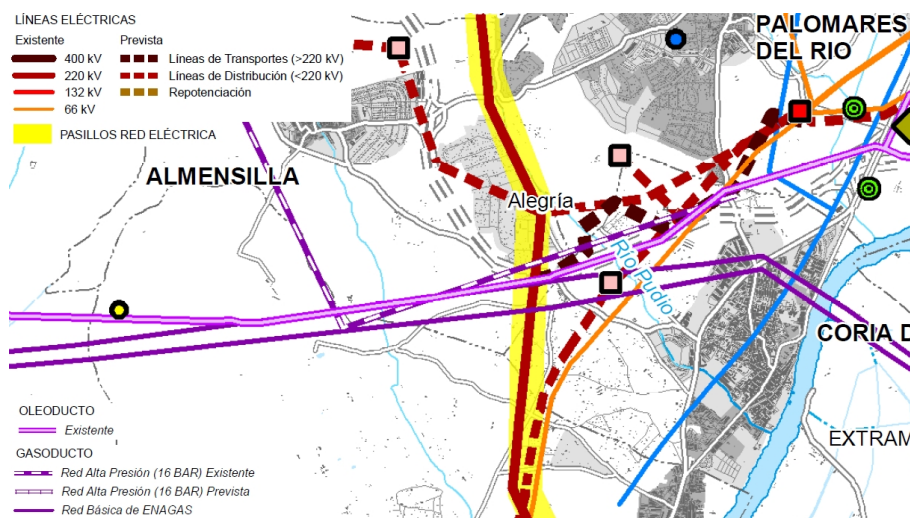 LÍNEAS ELÉCTRICAS
Existente
Prevista
400 kV
Líneas de Transportes (>220 kV)
220 kV
Líneas de Distribución (<220 kV)
132 kV
Repotenciación
66 kV
PASILLOS RED ELÉCTRICA
PALOMARES
DEL RIO
ALMENSILLA
Alegría
Rio Pudio
CORIA D
EXTRAM
OLEODUCTO
Existente
GASODUCTO
Red Alta Presión (16 BAR) Existente
Red Alta Presión (16 BAR) Prevista
Red Básica de ENAGAS